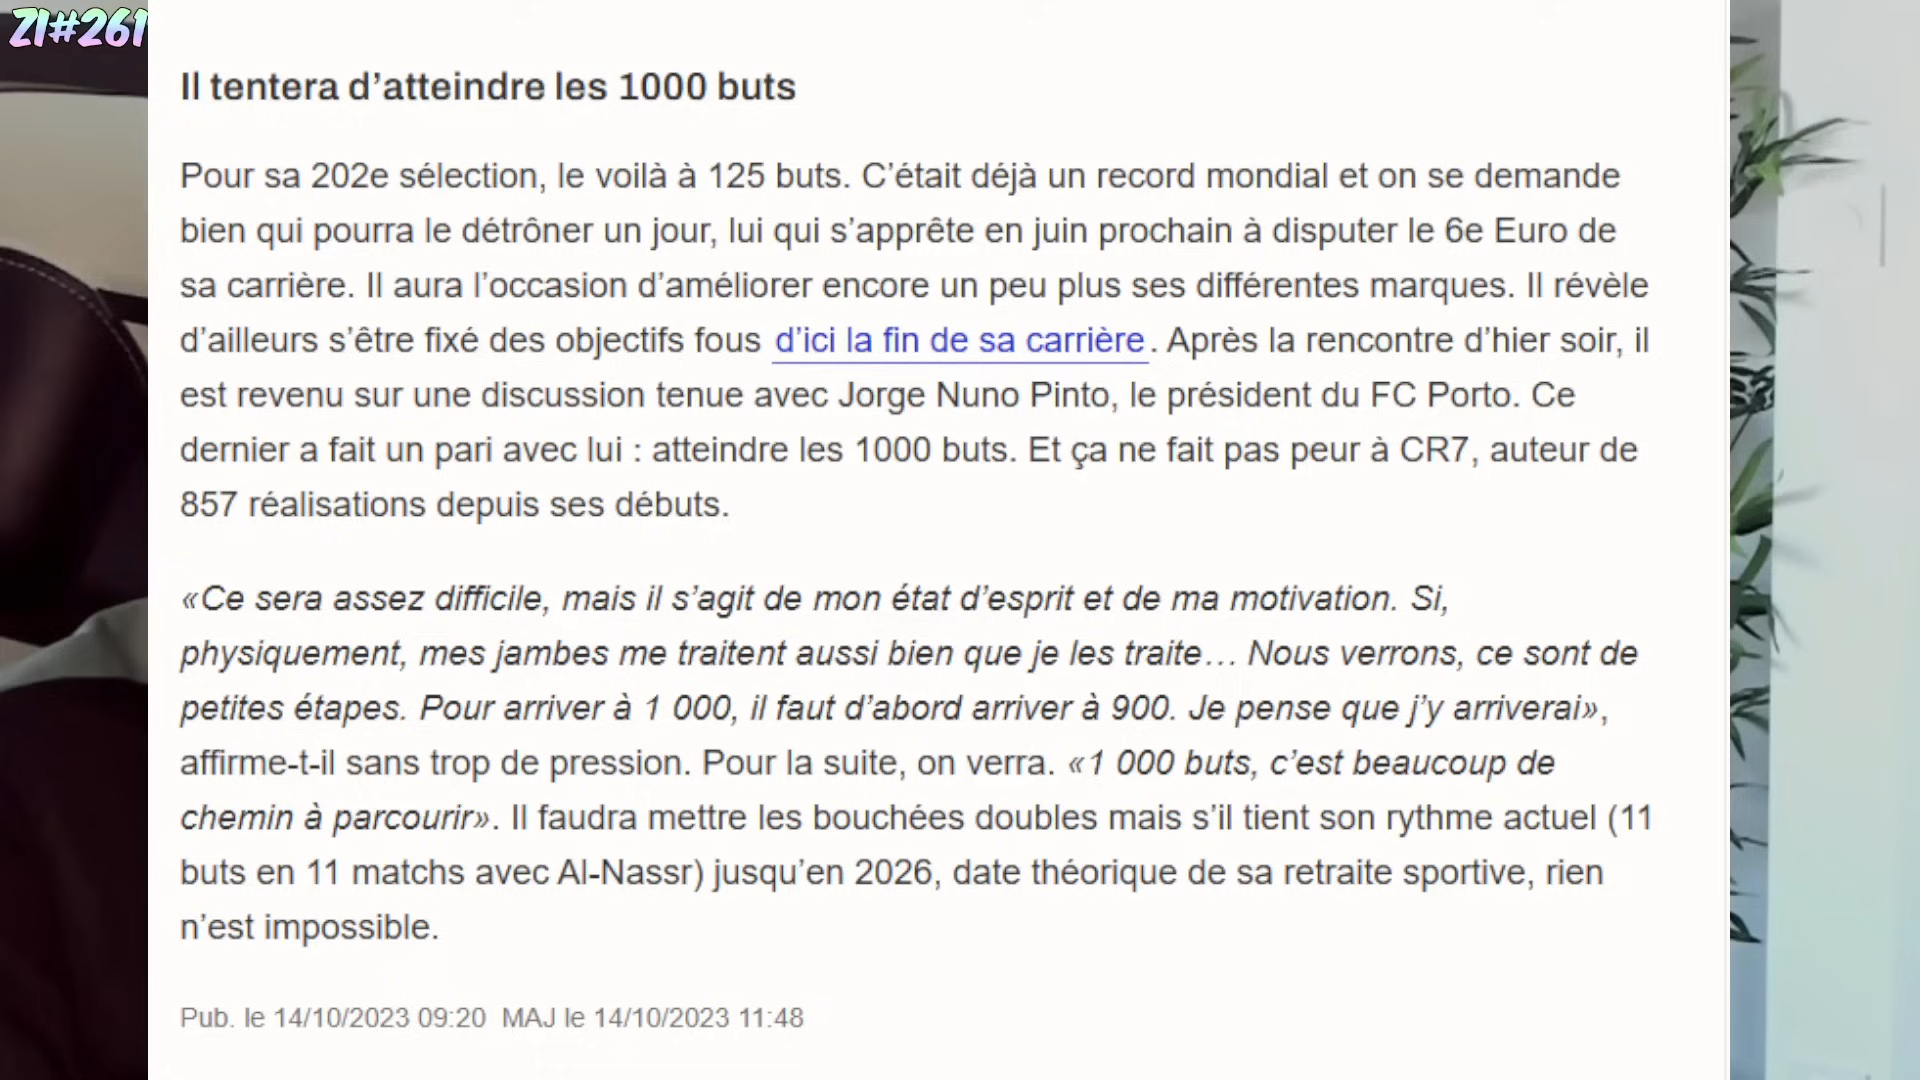 ZI#261
Il tentera d’atteindre les 1000 buts
Pour sa 202e sélection, le voilà à 125 buts. C’était déjà un record mondial et on se demande
bien qui pourra le détrôner un jour, lui qui s’apprête en juin prochain à disputer le 6e Euro de
sa carrière. Il aura l’occasion d’améliorer encore un peu plus ses différentes marques. Il révèle
d’ailleurs s’être fixé des objectifs fous d’ici la fin de sa carrière. Après la rencontre d’hier soir, il
est revenu sur une discussion tenue avec Jorge Nuno Pinto, le président du FC Porto. Ce
dernier a fait un pari avec lui : atteindre les 1000 buts. Et ça ne fait pas peur à CR7, auteur de
857 réalisations depuis ses débuts.
«Ce sera assez difficile, mais il s’agit de mon état d’esprit et de ma motivation. Si,
physiquement, mes jambes me traitent aussi bien que je les traite… Nous verrons, ce sont de
petites étapes. Pour arriver à 1 000, il faut d’abord arriver à 900. Je pense que j’y arriverai»,
affirme-t-il sans trop de pression. Pour la suite, on verra. «1 000 buts, c’est beaucoup de
chemin à parcourir». Il faudra mettre les bouchées doubles mais s’il tient son rythme actuel (11
buts en 11 matchs avec Al-Nassr) jusqu’en 2026, date théorique de sa retraite sportive, rien
n’est impossible.
Pub. le 14/10/2023 09:20 MAJ le 14/10/2023 11:48